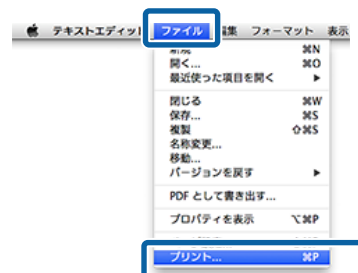 テキストエディット ファイル 編集 フォーマット 表示
新規 ⌘N
開く... ⌘O
最近使った項目を開く ▶
閉じる ⌘W
保存... ⌘S
複製 ⇧⌘S
名称変更...
移動...
バージョンを戻す ▶
PDF として書き出す...
プロパティを表示 ⌥⌘P
プリント... ⌘P